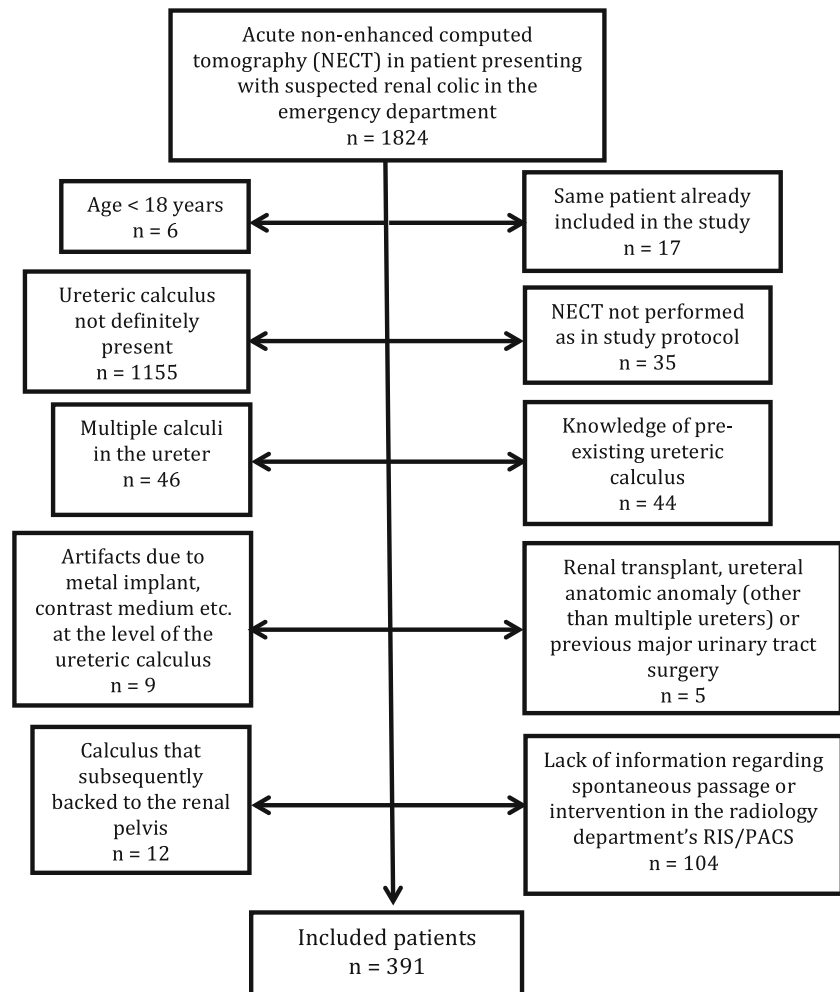 Acute non-enhanced computed
tomography (NECT) in patient presenting
with suspected renal colic in the
emergency department
n = 1824
Age < 18 years
n = 6
Same patient already
included in the study
n = 17
Ureteric calculus
not definitely
present
n = 1155
NECT not performed
as in study protocol
n = 35
Multiple calculi
in the ureter
n = 46
Knowledge of pre-
existing ureteric
calculus
n = 44
Artifacts due to
metal implant,
contrast medium etc.
at the level of the
ureteric calculus
n = 9
Renal transplant, ureteral
anatomic anomaly (other
than multiple ureters) or
previous major urinary tract
surgery
n = 5
Calculus that
subsequently
backed to the renal
pelvis
n = 12
Lack of information regarding
spontaneous passage or
intervention in the radiology
department's RIS/PACS
n = 104
Included patients
n = 391